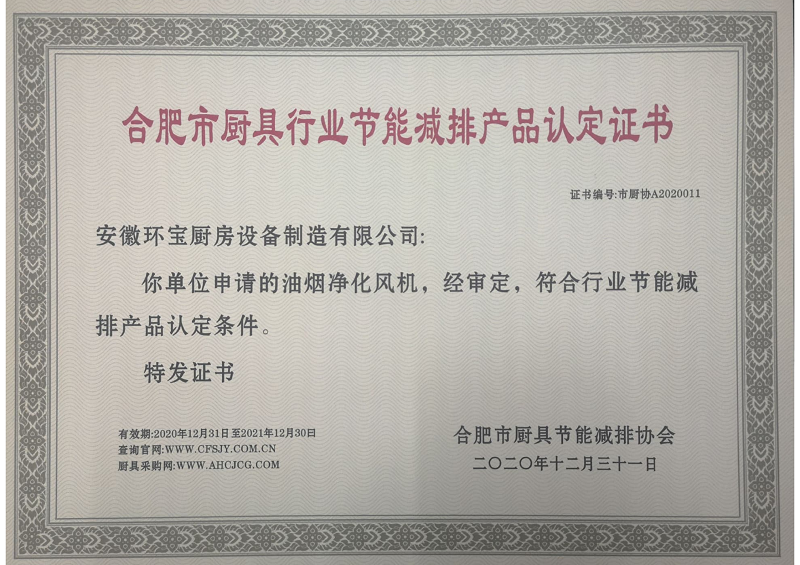 合肥市厨具行业节能减排产品认定证书
证书编号:市厨协A2020011
安徽环宝厨房设备制造有限公司:
你单位申请的油烟净化风机，经审定，符合行业节能减
排产品认定条件。
特发证书
有效期:2020年12月31日至2021年12月30日
查询官网:WWW.CFSJY.COM.CN
厨具采购网:WWW.AHCJCG.COM
合肥市厨具节能减排协会
二〇二〇年十二月三十一日